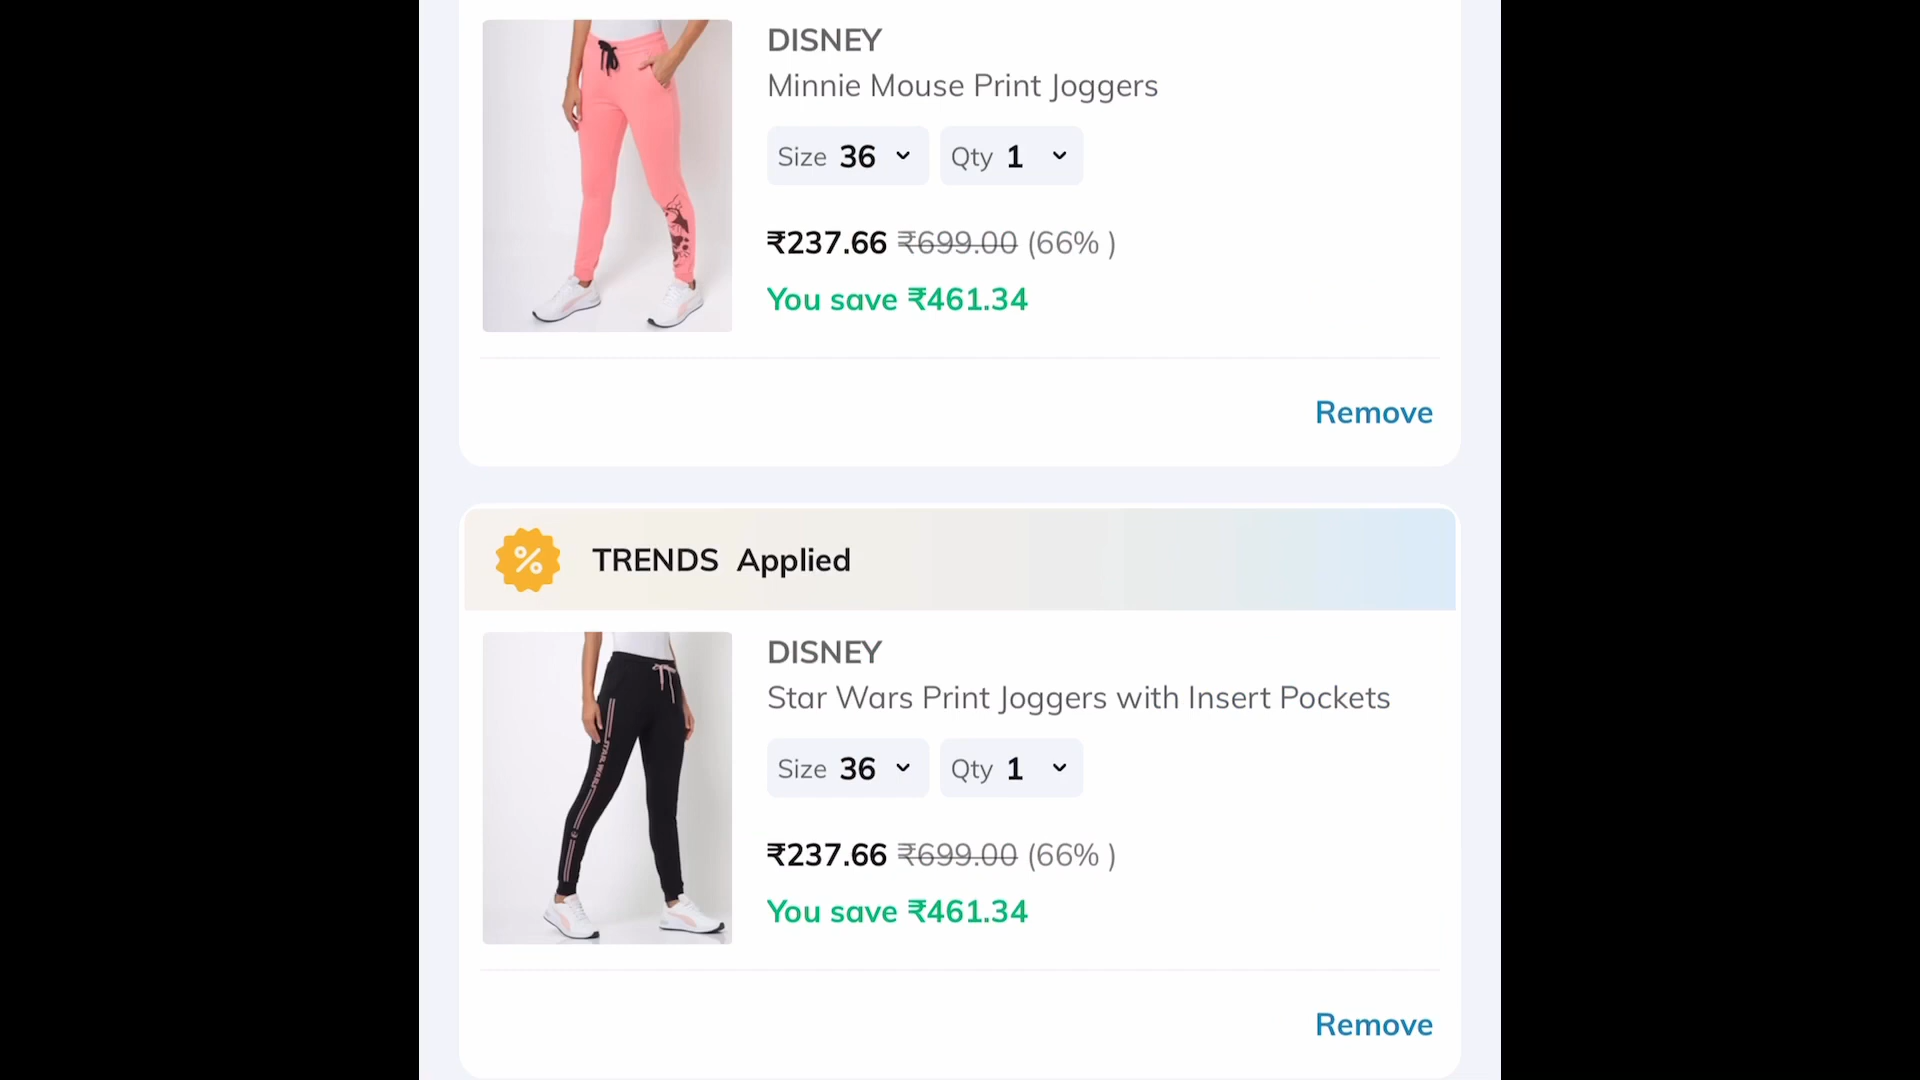 DISNEY
Minnie Mouse Print Joggers
Size 36 Qty 1
₹237.66 ₹699.00 (66% )
You save ₹461.34
Remove
TRENDS Applied
DISNEY
Star Wars Print Joggers with Insert Pockets
STAR WARS
Size 36 Qty 1
₹237.66 ₹699.00 (66% )
You save ₹461.34
Remove